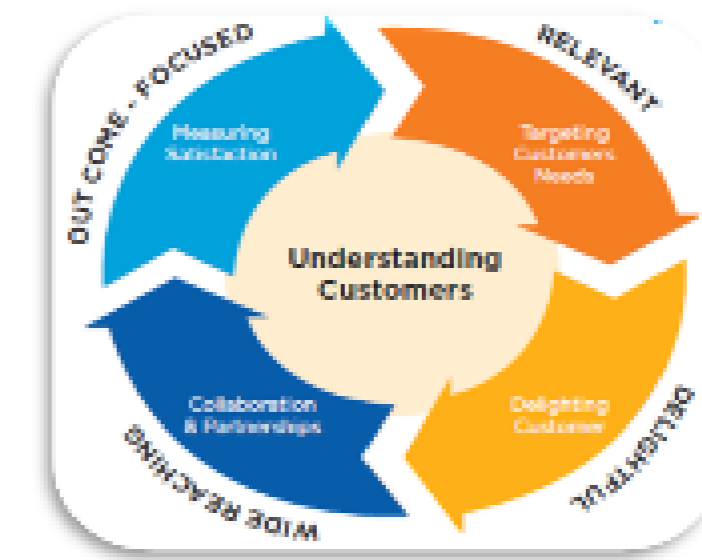 OUT COME - FOCUSED
RELEVANT
Measuring
Satisfaction
Targeting
Customers
Needs
Understanding
Customers
Collaboration
& Partnerships
Delighting
Customer
WIDE REACHING
DELIGHTFUL